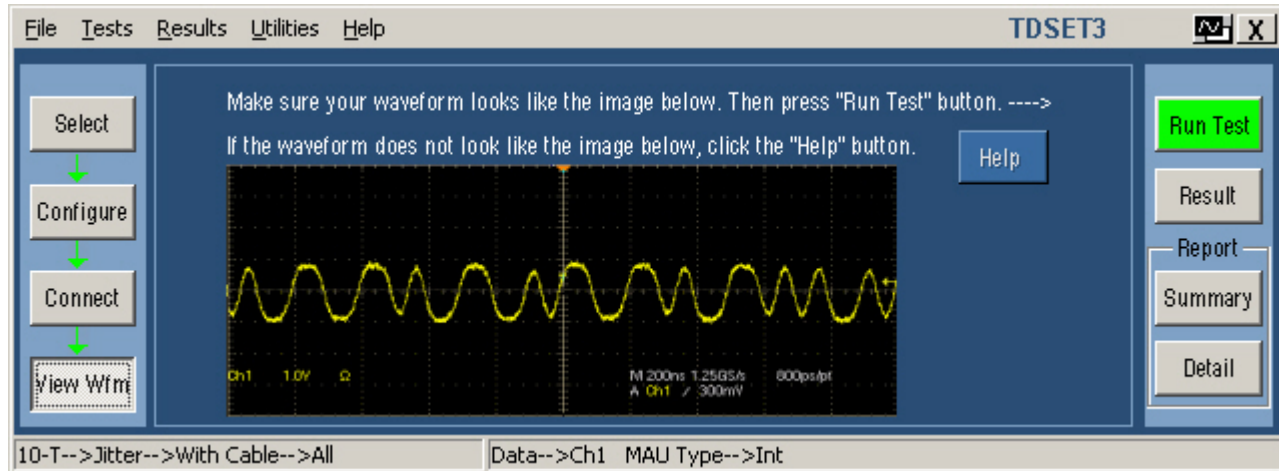 File Tests Results Utilities Help TDSET3 X
Select
Configure
Connect
View Wfm
Make sure your waveform looks like the image below. Then press "Run Test" button. ---->
If the waveform does not look like the image below, click the "Help" button.
Help
Ch1 1.0V Ω M 200ns 1.25GS/s 800ps/pt
A Ch1 / 300mV
Run Test
Result
Report
Summary
Detail
10-T-->Jitter-->With Cable-->All Data-->Ch1 MAU Type-->Int